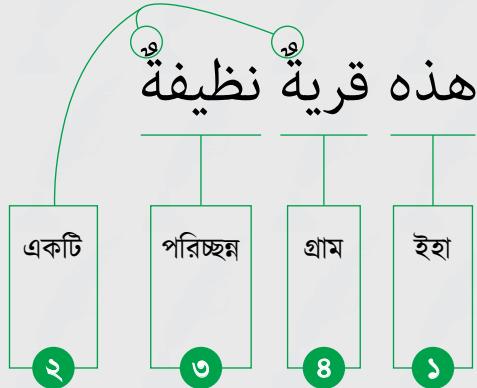 هذه قريةٌ نظيفةٌ
একটি পরিচ্ছন্ন গ্রাম ইহা
২ ৩ ৪ ১